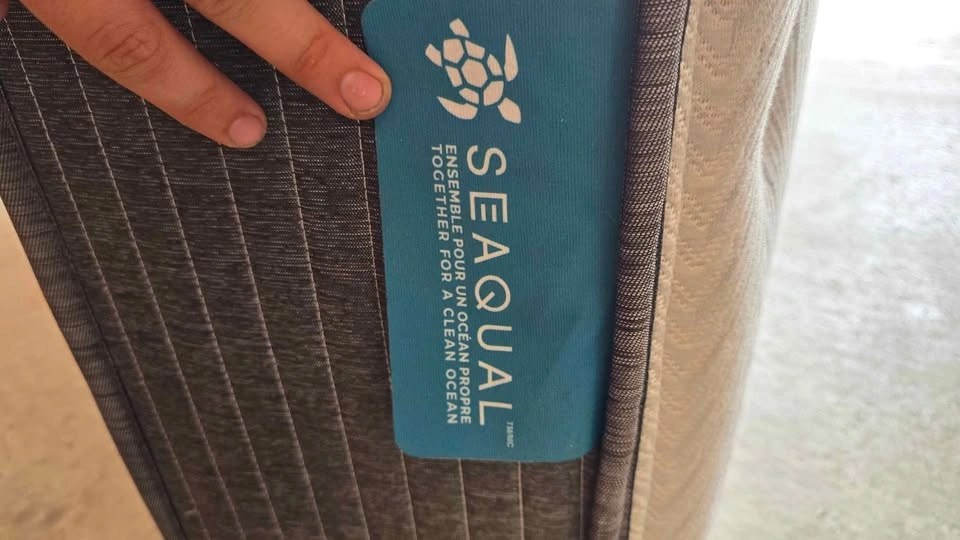 SEAQUAL
TM/MC
ENSEMBLE POUR UN OCÉAN PROPRE
TOGETHER FOR A CLEAN OCEAN